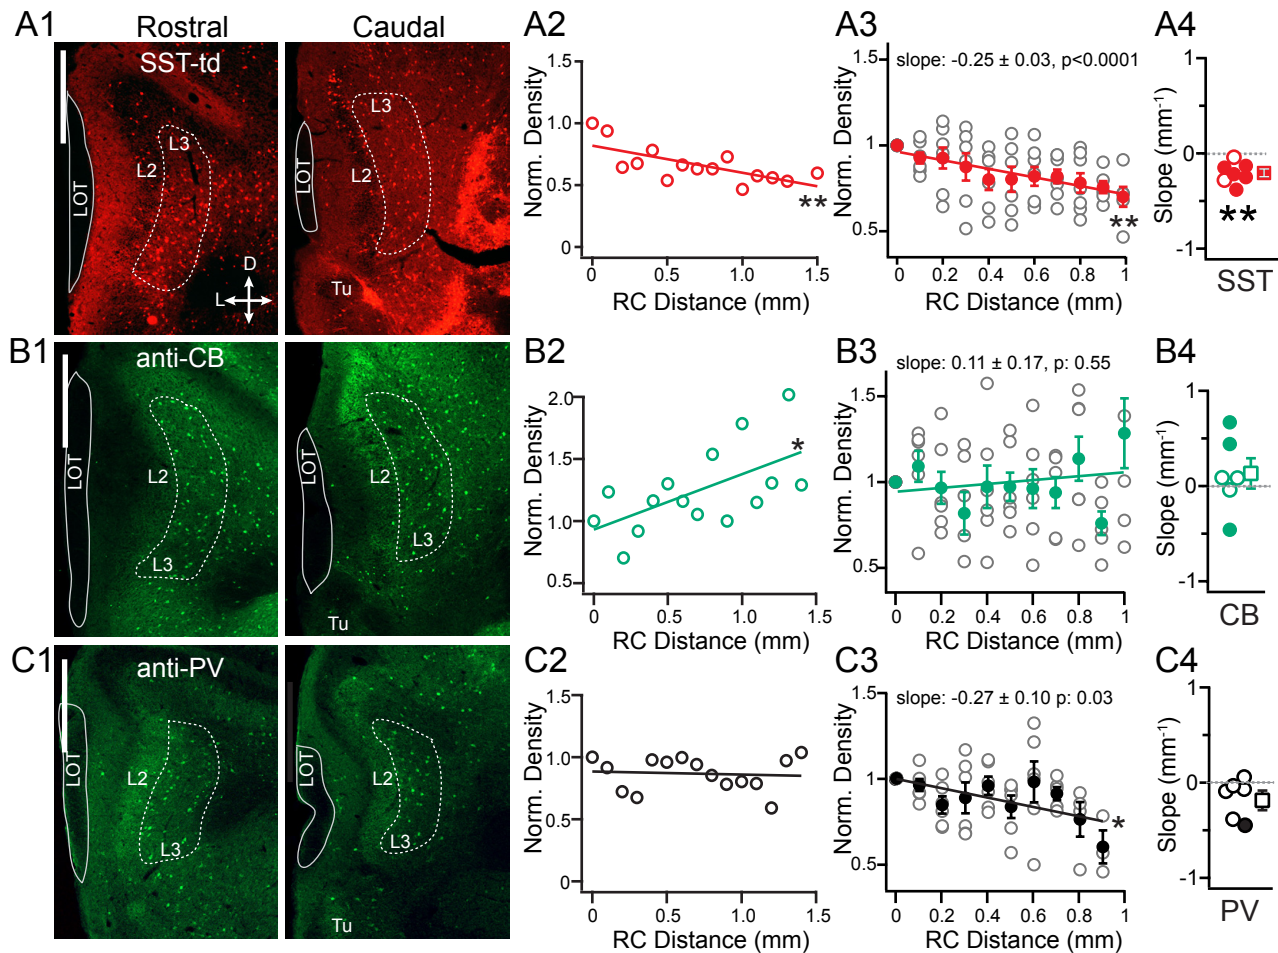 A1 Rostral Caudal A2 A3 A4
SST-td
L3 L3
L2 L2
LOT LOT
D
L
Tu
Norm. Density
1.5
1.0
0.5
0
**
0 0.5 1.0 1.5
RC Distance (mm)
slope: -0.25 ± 0.03, p<0.0001
Norm. Density
1.5
1
0.5
**
0 0.2 0.4 0.6 0.8 1
RC Distance (mm)
Slope (mm⁻¹)
1
0
-1
**
SST
B1 B2 B3 B4
anti-CB
LOT LOT
L2 L2
L3 L3
Tu
Norm. Density
2.0
1.5
1.0
0.5
*
0 0.5 1.0 1.5
RC Distance (mm)
slope: 0.11 ± 0.17, p: 0.55
Norm. Density
1.5
1
0.5
0 0.2 0.4 0.6 0.8 1
RC Distance (mm)
Slope (mm⁻¹)
1
0
-1
CB
C1 C2 C3 C4
anti-PV
LOT LOT
L2 L2
L3 L3
Tu
Norm. Density
1.5
1.0
0.5
0
0 0.5 1.0 1.5
RC Distance (mm)
slope: -0.27 ± 0.10 p: 0.03
Norm. Density
1.5
1
0.5
*
0 0.2 0.4 0.6 0.8 1
RC Distance (mm)
Slope (mm⁻¹)
1
0
-1
PV